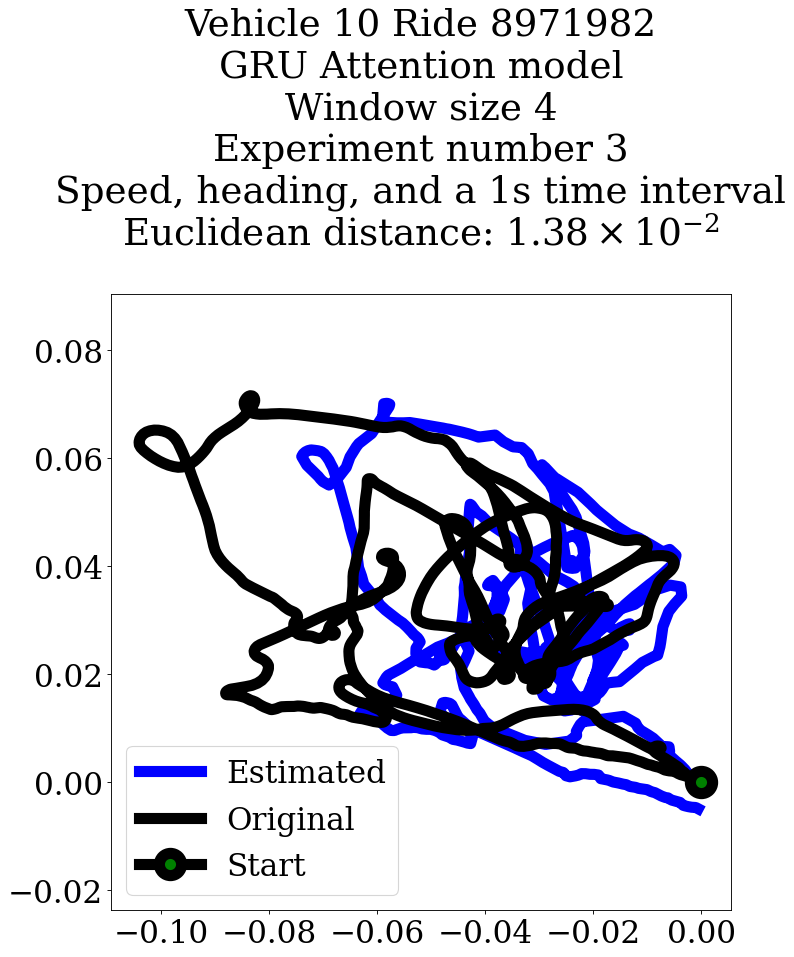 Vehicle 10 Ride 8971982
GRU Attention model
Window size 4
Experiment number 3
Speed, heading, and a 1s time interval
Euclidean distance: 1.38 × 10⁻²
0.08
0.06
0.04
0.02
0.00
−0.02
Estimated
Original
Start
−0.10 −0.08 −0.06 −0.04 −0.02 0.00